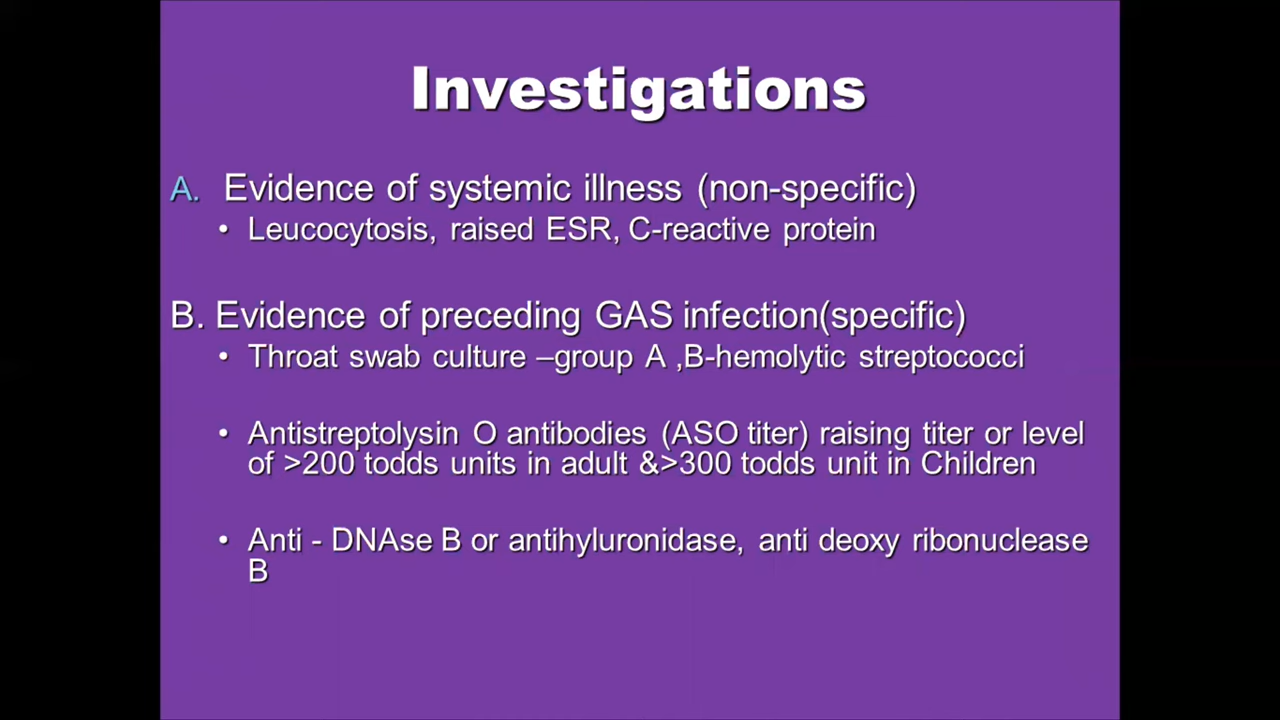 Investigations
A. Evidence of systemic illness (non-specific)
• Leucocytosis, raised ESR, C-reactive protein
B. Evidence of preceding GAS infection(specific)
• Throat swab culture –group A ,B-hemolytic streptococci
• Antistreptolysin O antibodies (ASO titer) raising titer or level
of >200 todds units in adult &>300 todds unit in Children
• Anti - DNAse B or antihyluronidase, anti deoxy ribonuclease
B